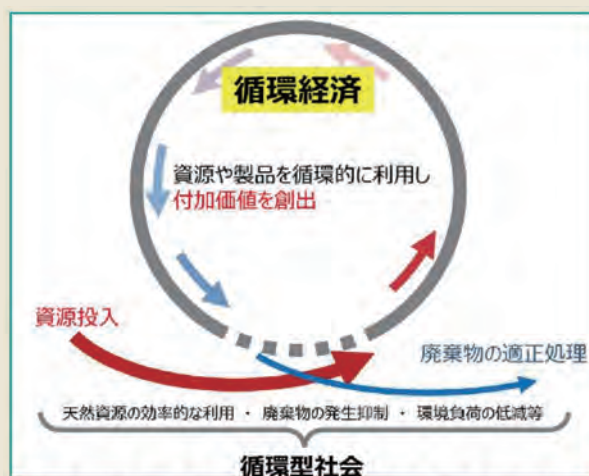 循環経済
資源や製品を循環的に利用し
付加価値を創出
資源投入
廃棄物の適正処理
天然資源の効率的な利用 ・ 廃棄物の発生抑制 ・ 環境負荷の低減等
循環型社会